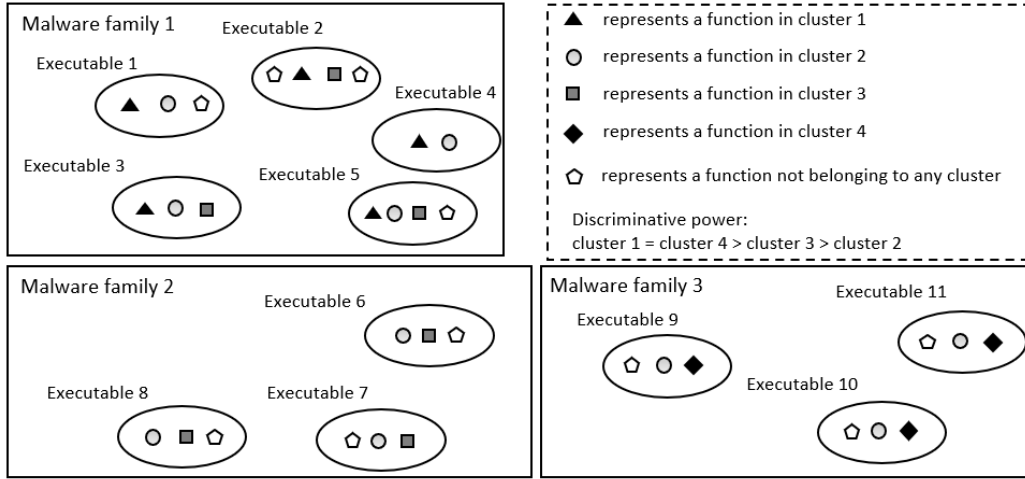 Malware family 1
Executable 1
Executable 2
Executable 4
Executable 3
Executable 5
represents a function in cluster 1
represents a function in cluster 2
represents a function in cluster 3
represents a function in cluster 4
represents a function not belonging to any cluster
Discriminative power:
cluster 1 = cluster 4 > cluster 3 > cluster 2
Malware family 2
Executable 6
Executable 8
Executable 7
Malware family 3
Executable 11
Executable 9
Executable 10